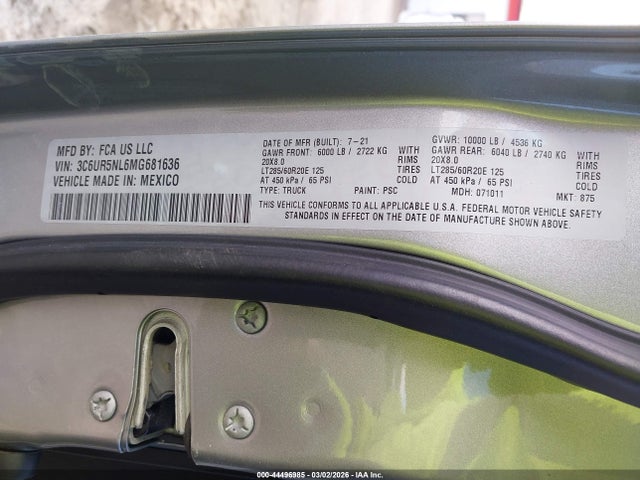 MFD BY: FCA US LLC
VIN: 3C6UR5NL6MG681636
VEHICLE MADE IN: MEXICO
DATE OF MFR (BUILT): 7-21
GAWR FRONT: 6000 LB / 2722 KG WITH
20X8.0 RIMS
LT285/60R20E 125 TIRES
AT 450 kPa / 65 PSI COLD
TYPE: TRUCK PAINT: PSC
GVWR: 10000 LB / 4536 KG
GAWR REAR: 6040 LB / 2740 KG WITH
20X8.0 RIMS
LT285/60R20E 125 TIRES
AT 450 kPa / 65 PSI COLD
MDH: 071011 MKT: 875
THIS VEHICLE CONFORMS TO ALL APPLICABLE U.S.A. FEDERAL MOTOR VEHICLE SAFETY
STANDARDS IN EFFECT ON THE DATE OF MANUFACTURE SHOWN ABOVE.
000-44496985 - 03/02/2026 - IAA Inc.